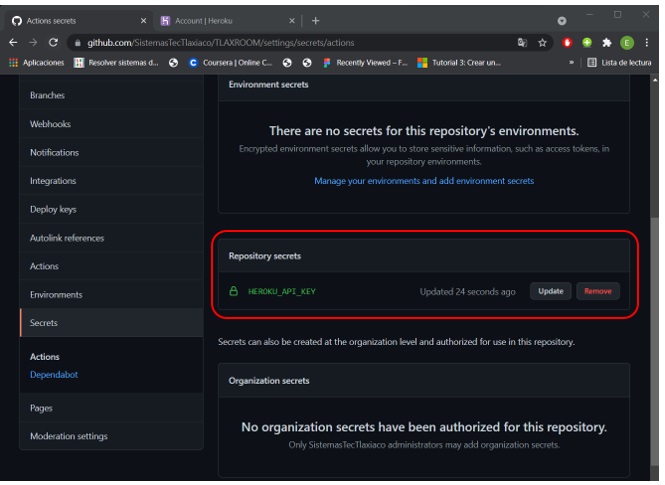 Actions secrets
Account | Heroku
github.com/SistemasTecTlaxiaco/TLAXROOM/settings/secrets/actions
E
Aplicaciones
Resolver sistemas d...
Coursera | Online C...
Recently Viewed – F...
Tutorial 3: Crear un...
»
Lista de lectura
Branches
Webhooks
Notifications
Integrations
Deploy keys
Autolink references
Actions
Environments
Secrets
Actions
Dependabot
Pages
Moderation settings
Environment secrets
There are no secrets for this repository's environments.
Encrypted environment secrets allow you to store sensitive information, such as access tokens, in
your repository environments.
Manage your environments and add environment secrets
Repository secrets
HEROKU_API_KEY
Updated 24 seconds ago
Update
Remove
Secrets can also be created at the organization level and authorized for use in this repository.
Organization secrets
No organization secrets have been authorized for this repository.
Only SistemasTecTlaxiaco administrators may add organization secrets.